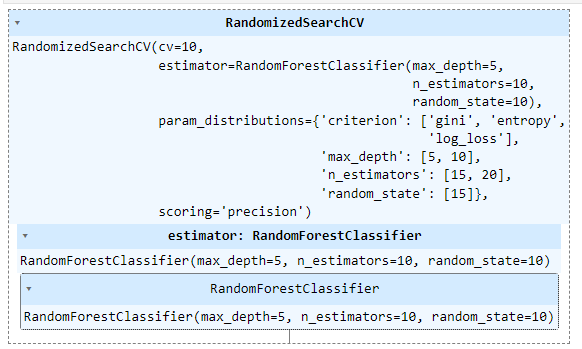 RandomizedSearchCV
RandomizedSearchCV(cv=10,
estimator=RandomForestClassifier(max_depth=5,
n_estimators=10,
random_state=10),
param_distributions={'criterion': ['gini', 'entropy',
'log_loss'],
'max_depth': [5, 10],
'n_estimators': [15, 20],
'random_state': [15]},
scoring='precision')
estimator: RandomForestClassifier
RandomForestClassifier(max_depth=5, n_estimators=10, random_state=10)
RandomForestClassifier
RandomForestClassifier(max_depth=5, n_estimators=10, random_state=10)